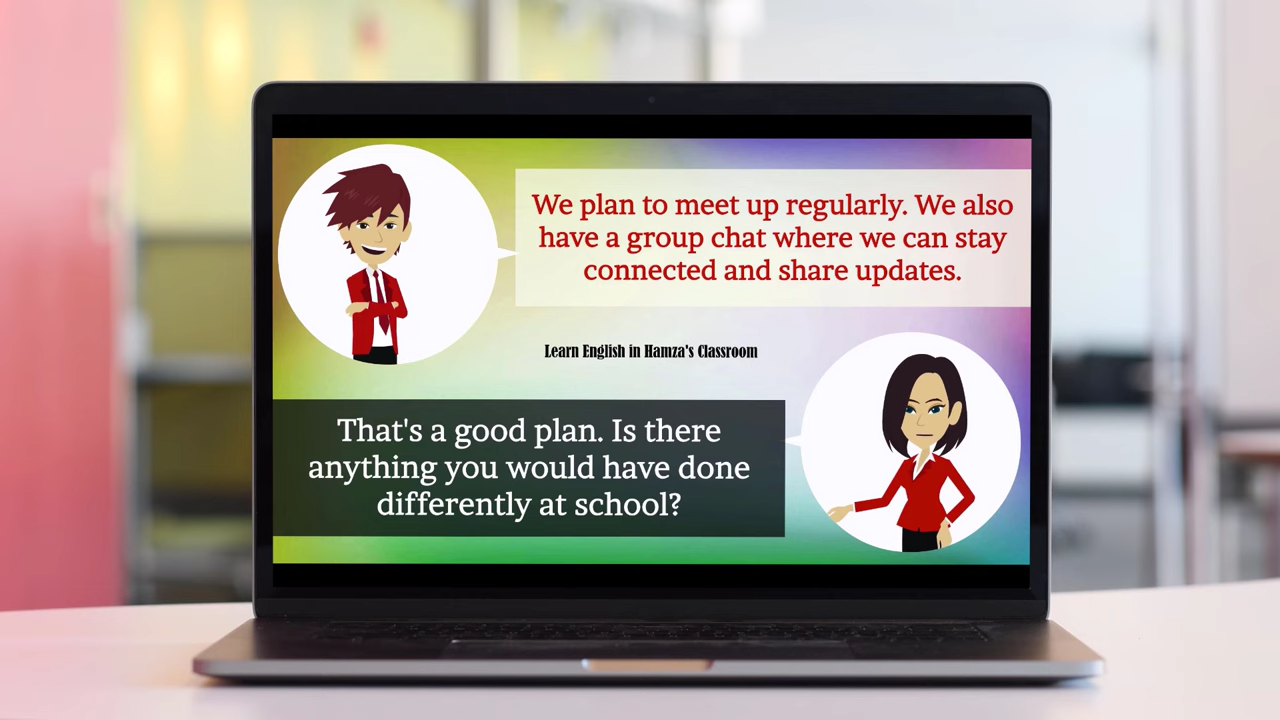 We plan to meet up regularly. We also
have a group chat where we can stay
connected and share updates.
Learn English in Hamza's Classroom
That's a good plan. Is there
anything you would have done
differently at school?